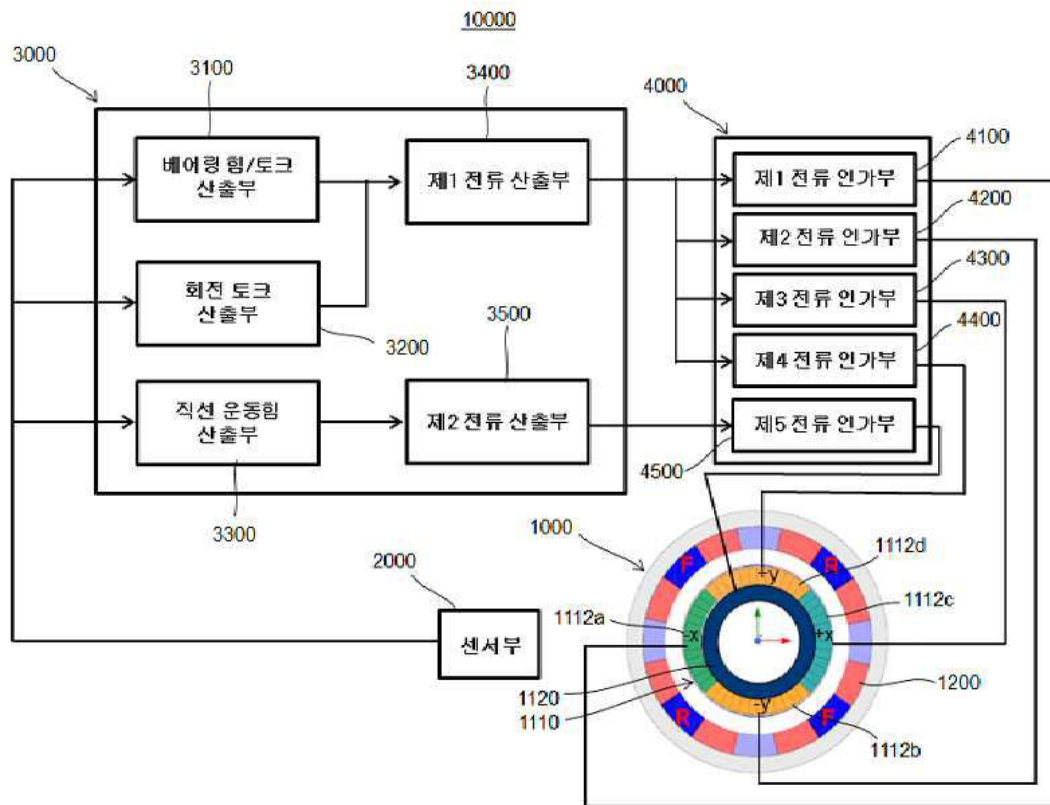 10000
3000
3100
3400
4000
베어링 힘/토크
산출부
제1 전류 산출부
4100
제1 전류 인가부
4200
제2 전류 인가부
4300
제3 전류 인가부
4400
제4 전류 인가부
제5 전류 인가부
4500
회전 토크
산출부
3200
3500
직선 운동힘
산출부
제2 전류 산출부
3300
1000
2000
센서부
F
R
1112d
+y
1112c
1112a
-x
+x
1120
1110
-y
1200
R
F
1112b